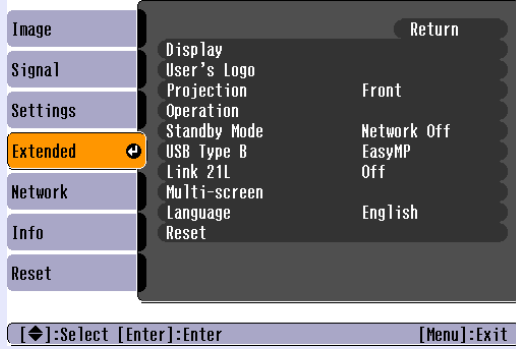 Image
Signal
Settings
Extended
Network
Info
Reset
Return
Display
User's Logo
Projection Front
Operation
Standby Mode Network Off
USB Type B EasyMP
Link 21L Off
Multi-screen
Language English
Reset
[◆]:Select [Enter]:Enter [Menu]:Exit